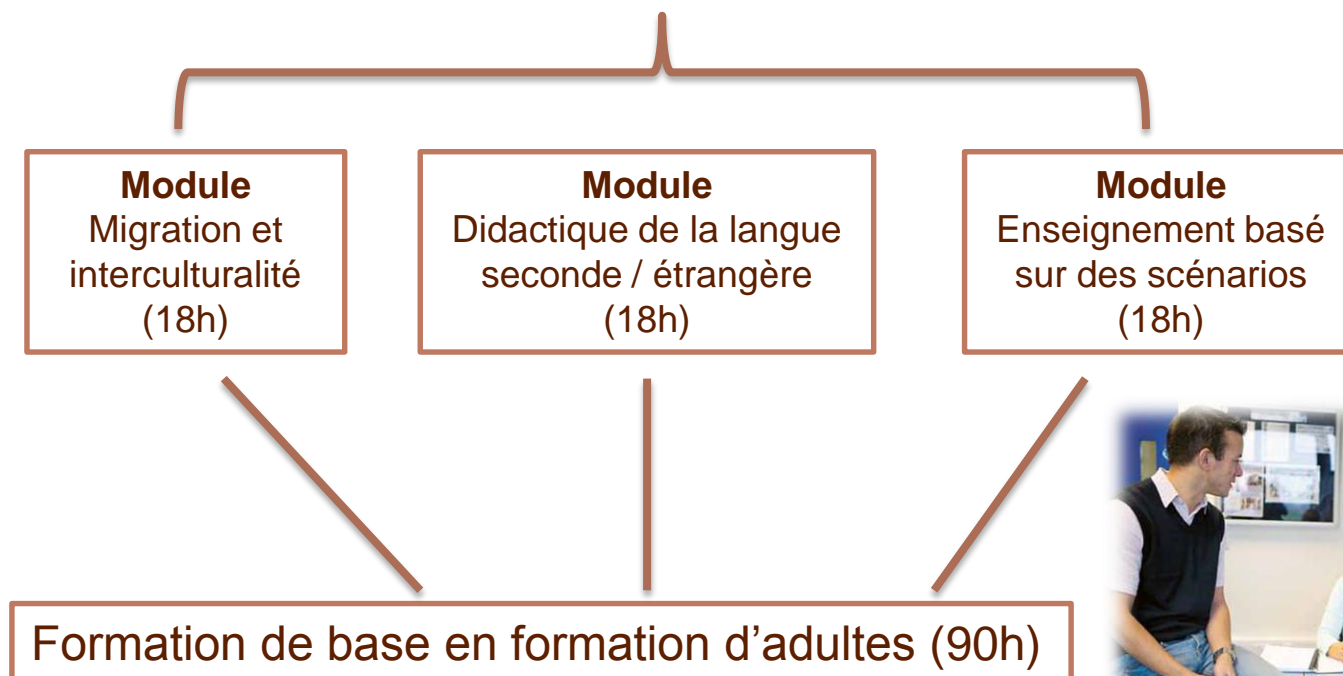 Module
Migration et
interculturalité
(18h)
Module
Didactique de la langue
seconde / étrangère
(18h)
Module
Enseignement basé
sur des scénarios
(18h)
Formation de base en formation d’adultes (90h)